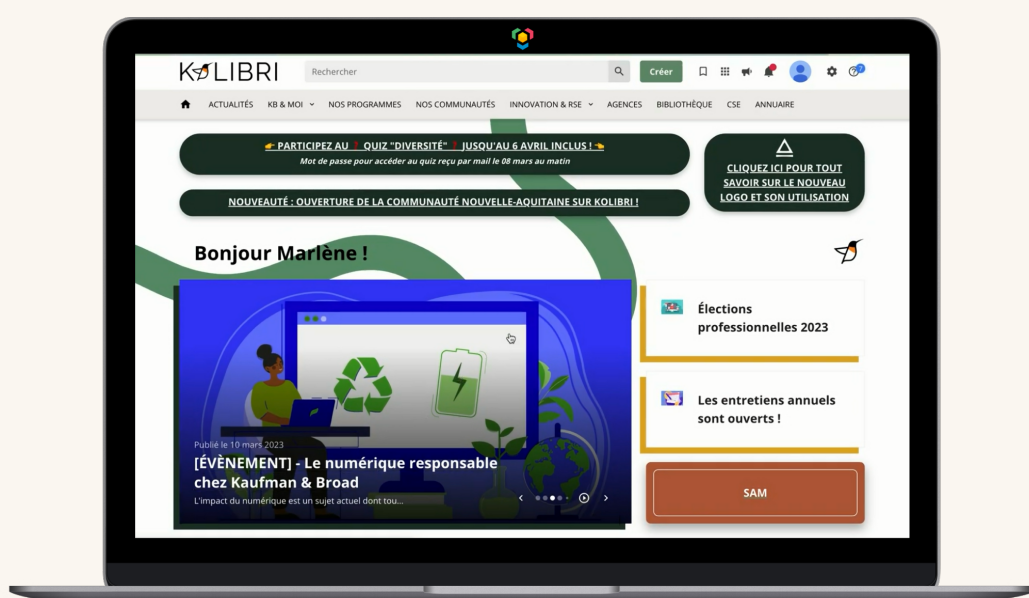 KOLIBRI
Rechercher
Créer
?
ACTUALITÉS KB & MOI NOS PROGRAMMES NOS COMMUNAUTÉS INNOVATION & RSE AGENCES BIBLIOTHÈQUE CSE ANNUAIRE
👉 PARTICIPEZ AU ❗ QUIZ "DIVERSITÉ" ❗ JUSQU'AU 6 AVRIL INCLUS ! 👈
Mot de passe pour accéder au quiz reçu par mail le 08 mars au matin
NOUVEAUTÉ : OUVERTURE DE LA COMMUNAUTÉ NOUVELLE-AQUITAINE SUR KOLIBRI !
CLIQUEZ ICI POUR TOUT
SAVOIR SUR LE NOUVEAU
LOGO ET SON UTILISATION
Bonjour Marlène !
Publié le 10 mars 2023
[ÉVÈNEMENT] - Le numérique responsable
chez Kaufman & Broad
L'impact du numérique est un sujet actuel dont tou...
Élections
professionnelles 2023
Les entretiens annuels
sont ouverts !
SAM